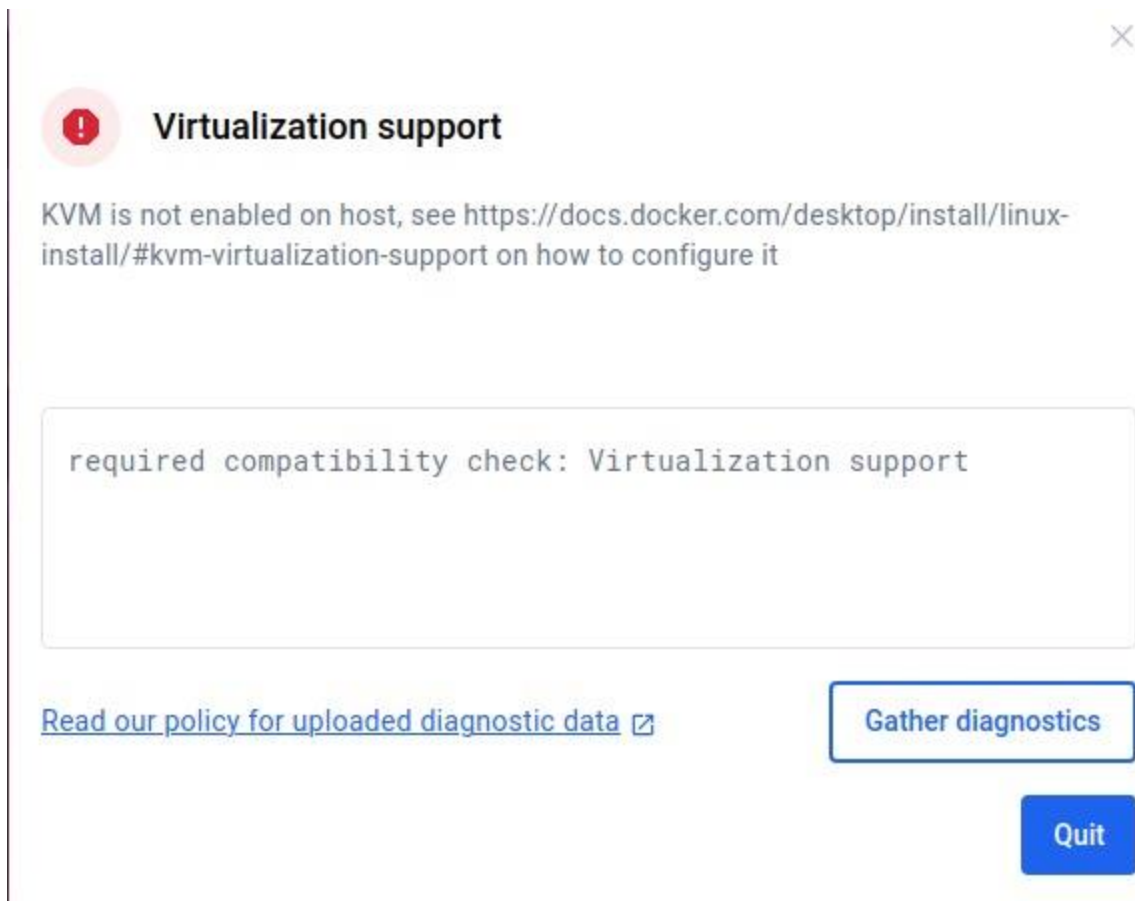 Virtualization support
KVM is not enabled on host, see https://docs.docker.com/desktop/install/linux-
install/#kvm-virtualization-support on how to configure it
required compatibility check: Virtualization support
Read our policy for uploaded diagnostic data
Gather diagnostics
Quit